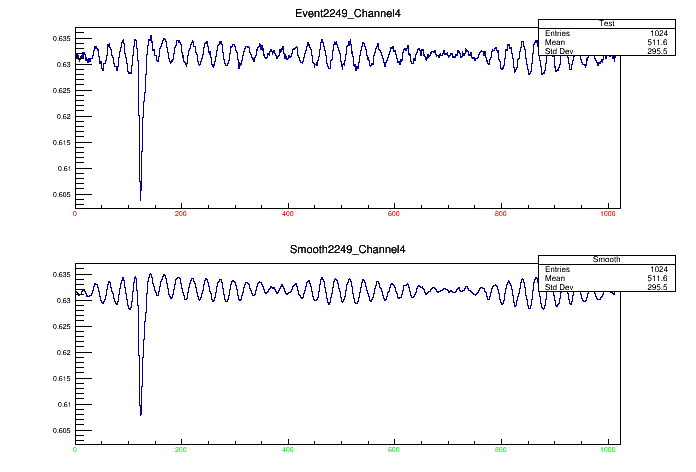 Event2249_Channel4
Test
Entries 1024
Mean 511.6
Std Dev 295.5
0.635
0.63
0.625
0.62
0.615
0.61
0.605
0 200 400 600 800 1000
Smooth2249_Channel4
Smooth
Entries 1024
Mean 511.6
Std Dev 295.5
0.635
0.63
0.625
0.62
0.615
0.61
0.605
0 200 400 600 800 1000